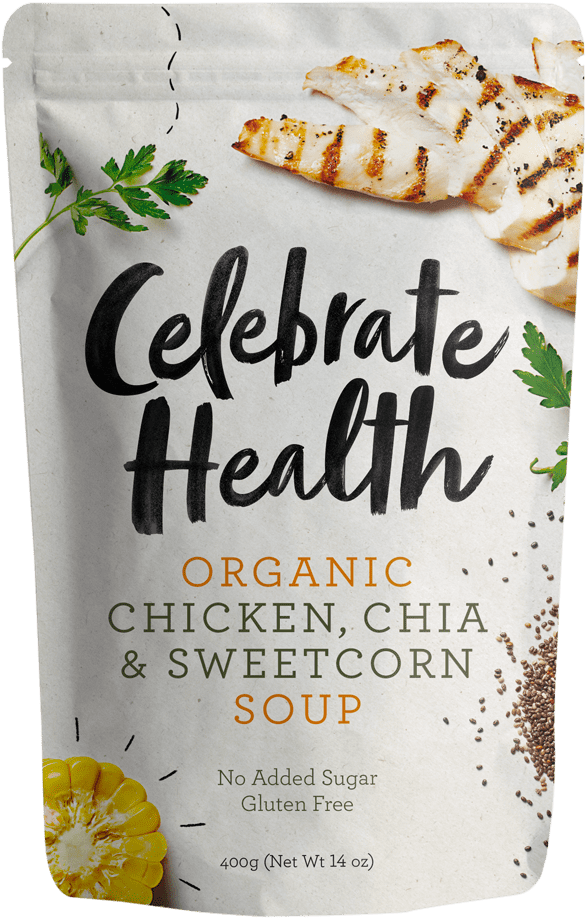 Celebrate
Health
ORGANIC
CHICKEN, CHIA
& SWEETCORN
SOUP
No Added Sugar
Gluten Free
400g (Net Wt 14 oz)